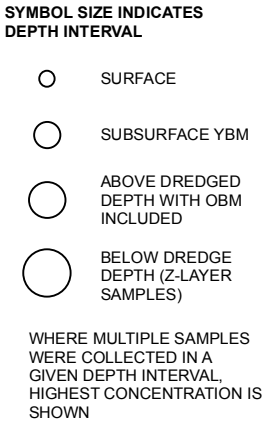 SYMBOL SIZE INDICATES
DEPTH INTERVAL
SURFACE
SUBSURFACE YBM
ABOVE DREDGED
DEPTH WITH OBM
INCLUDED
BELOW DREDGE
DEPTH (Z-LAYER
SAMPLES)
WHERE MULTIPLE SAMPLES
WERE COLLECTED IN A
GIVEN DEPTH INTERVAL,
HIGHEST CONCENTRATION IS
SHOWN